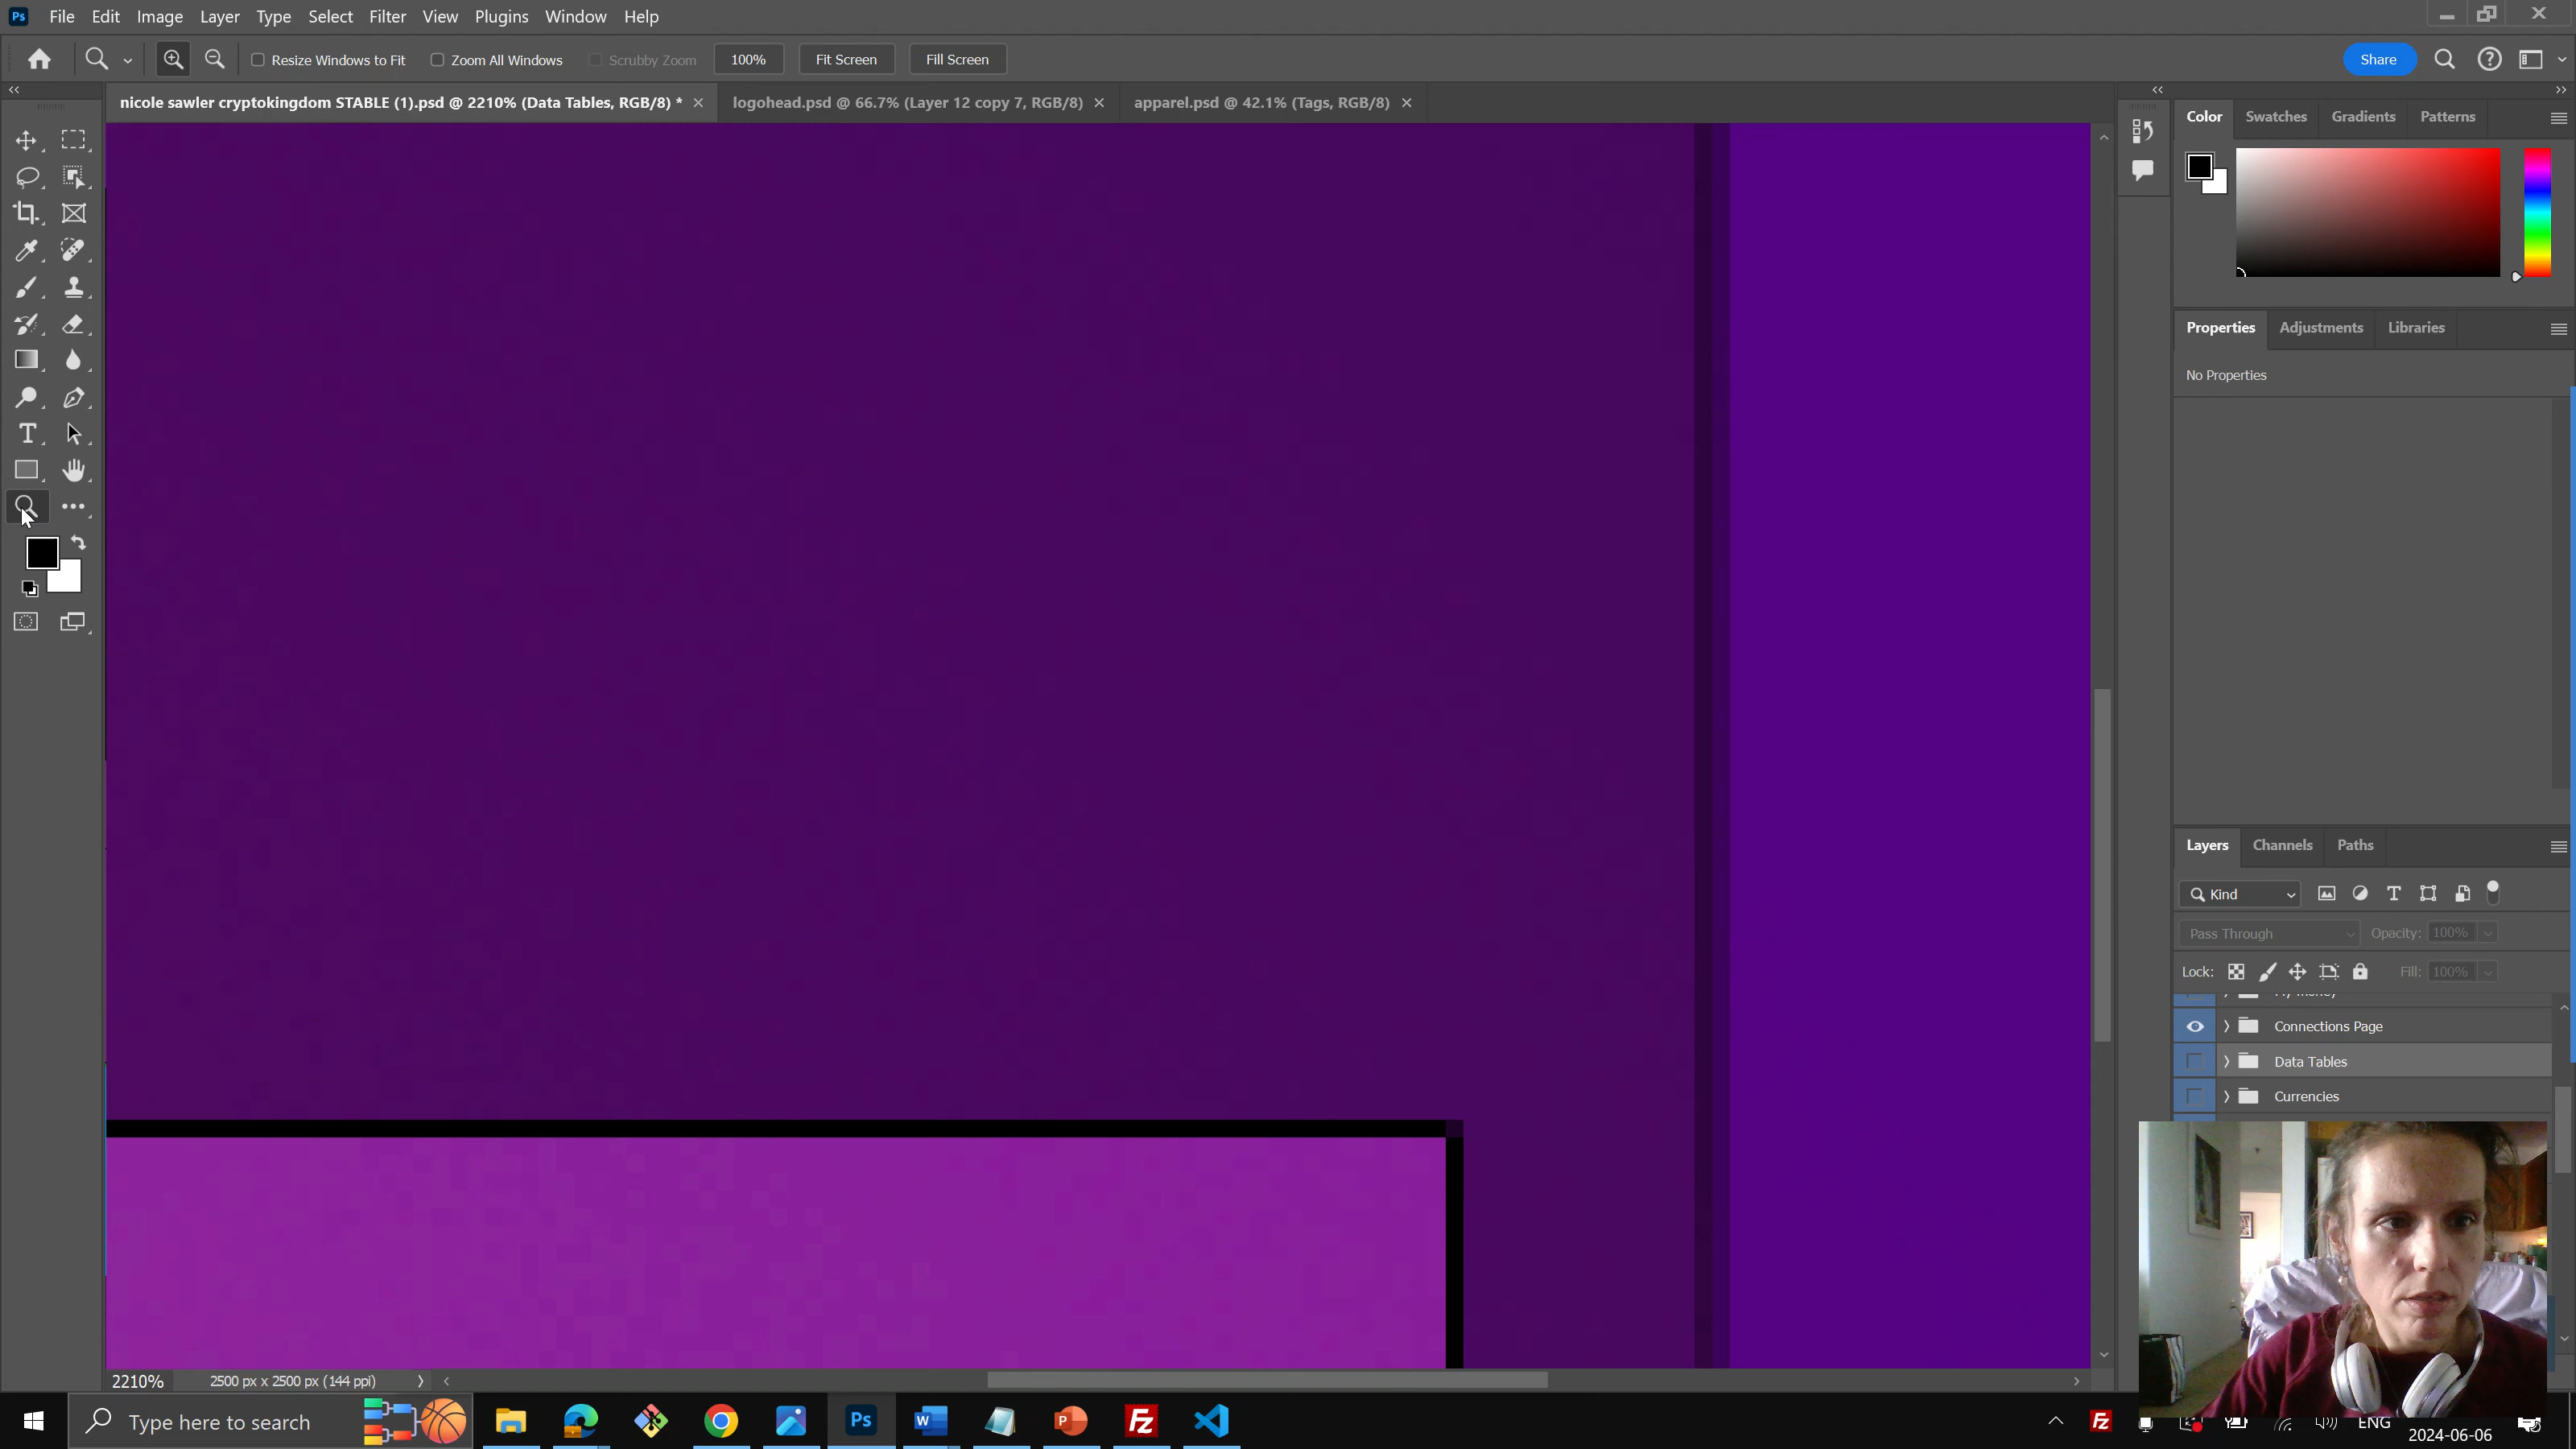 Ps File Edit Image Layer Type Select Filter View Plugins Window Help
Resize Windows to Fit Zoom All Windows Scrubby Zoom 100% Fit Screen Fill Screen Share
nicole sawler cryptokingdom STABLE (1).psd @ 2210% (Data Tables, RGB/8) * logohead.psd @ 66.7% (Layer 12 copy 7, RGB/8) apparel.psd @ 42.1% (Tags, RGB/8)
Color Swatches Gradients Patterns
Properties Adjustments Libraries
No Properties
Layers Channels Paths
Kind
Pass Through Opacity: 100%
Lock: Fill: 100%
Connections Page
Data Tables
Currencies
2210% 2500 px x 2500 px (144 ppi)
Type here to search
ENG
2024-06-06